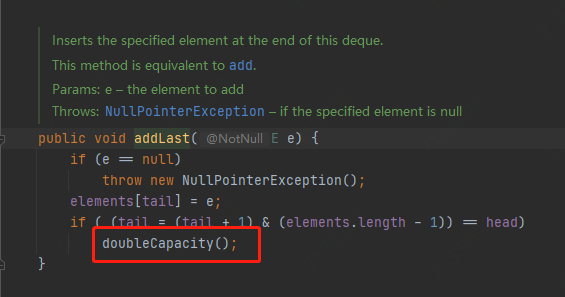 Inserts the specified element at the end of this deque.
This method is equivalent to add.
Params: e – the element to add
Throws: NullPointerException – if the specified element is null
public void addLast( @NotNull E e) {
if (e == null)
throw new NullPointerException();
elements[tail] = e;
if ( (tail = (tail + 1) & (elements.length - 1)) == head)
doubleCapacity();
}